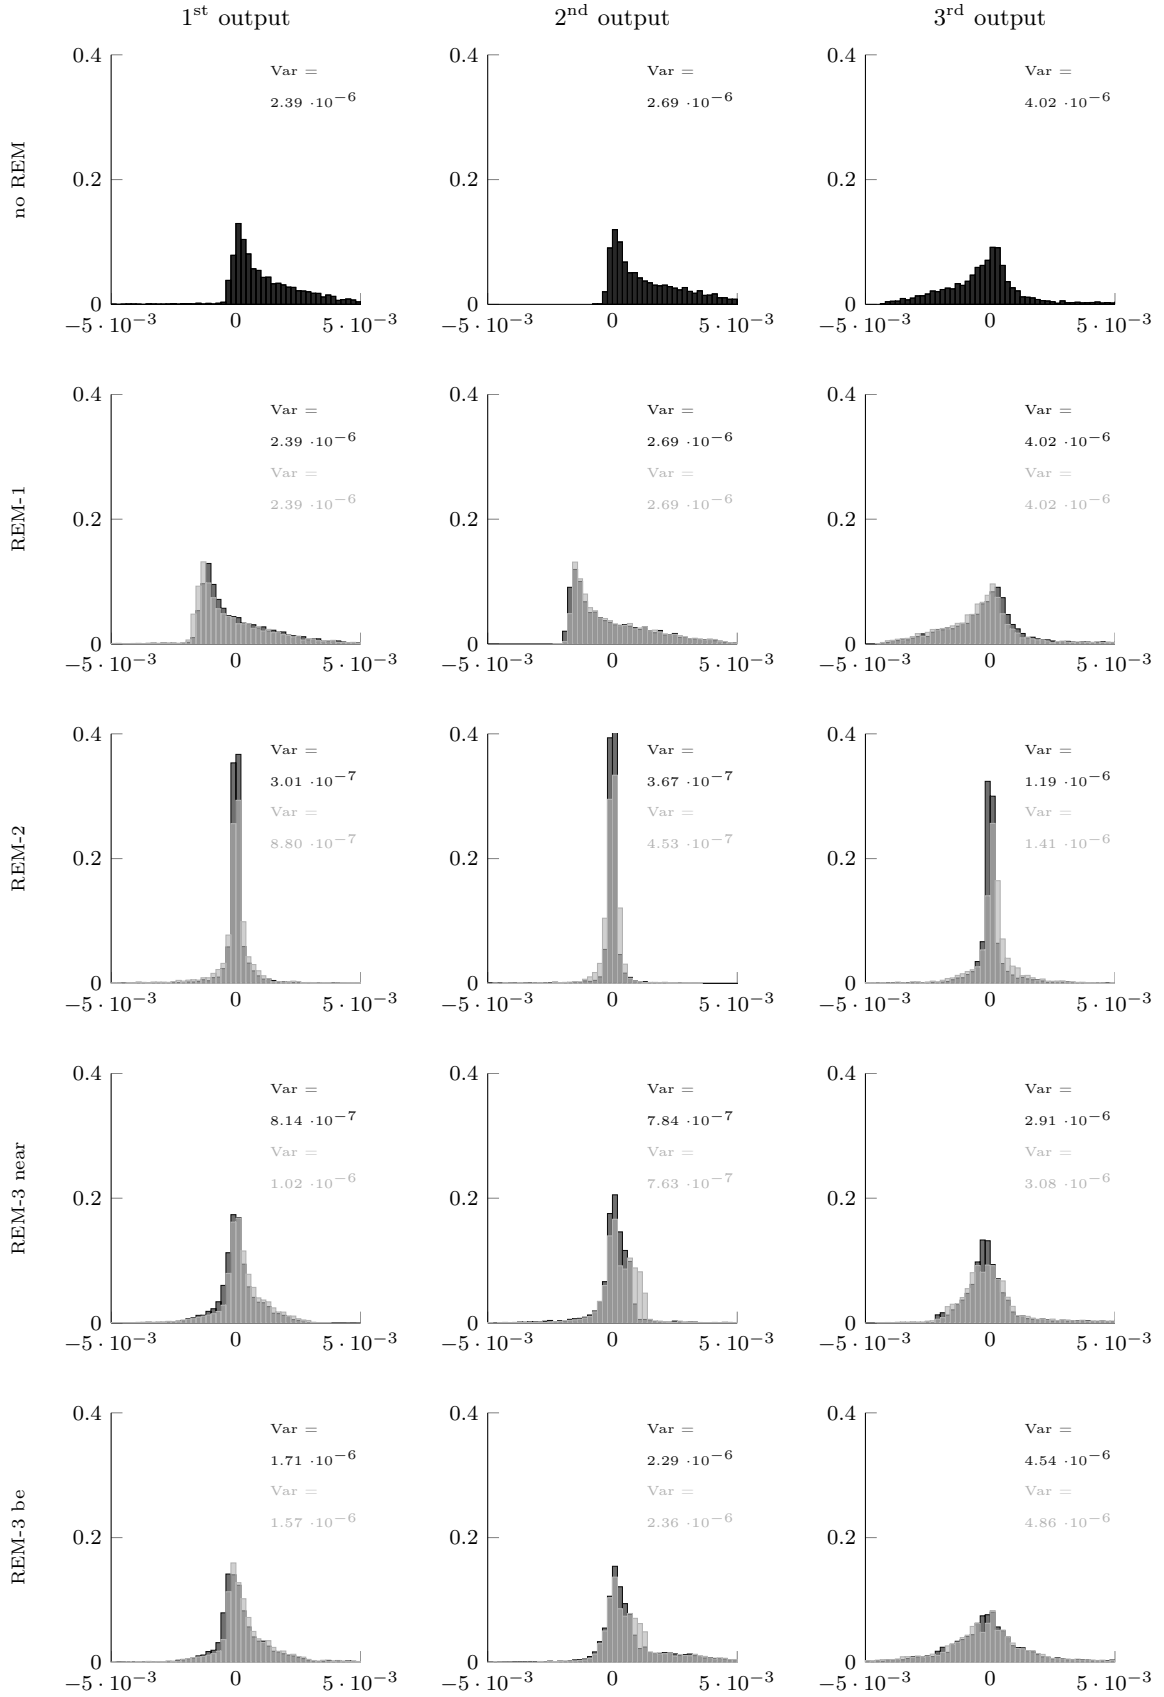 1st output 2nd output 3rd output
no REM
0.4 0.4 0.4
Var = Var = Var =
2.39 ·10−6 2.69 ·10−6 4.02 ·10−6
0.2 0.2 0.2
0 0 0
−5 · 10−3 0 5 · 10−3 −5 · 10−3 0 5 · 10−3 −5 · 10−3 0 5 · 10−3
REM-1
0.4 0.4 0.4
Var = Var = Var =
2.39 ·10−6 2.69 ·10−6 4.02 ·10−6
Var = Var = Var =
2.39 ·10−6 2.69 ·10−6 4.02 ·10−6
0.2 0.2 0.2
0 0 0
−5 · 10−3 0 5 · 10−3 −5 · 10−3 0 5 · 10−3 −5 · 10−3 0 5 · 10−3
REM-2
0.4 0.4 0.4
Var = Var = Var =
3.01 ·10−7 3.67 ·10−7 1.19 ·10−6
Var = Var = Var =
8.80 ·10−7 4.53 ·10−7 1.41 ·10−6
0.2 0.2 0.2
0 0 0
−5 · 10−3 0 5 · 10−3 −5 · 10−3 0 5 · 10−3 −5 · 10−3 0 5 · 10−3
REM-3 near
0.4 0.4 0.4
Var = Var = Var =
8.14 ·10−7 7.84 ·10−7 2.91 ·10−6
Var = Var = Var =
1.02 ·10−6 7.63 ·10−7 3.08 ·10−6
0.2 0.2 0.2
0 0 0
−5 · 10−3 0 5 · 10−3 −5 · 10−3 0 5 · 10−3 −5 · 10−3 0 5 · 10−3
REM-3 be
0.4 0.4 0.4
Var = Var = Var =
1.71 ·10−6 2.29 ·10−6 4.54 ·10−6
Var = Var = Var =
1.57 ·10−6 2.36 ·10−6 4.86 ·10−6
0.2 0.2 0.2
0 0 0
−5 · 10−3 0 5 · 10−3 −5 · 10−3 0 5 · 10−3 −5 · 10−3 0 5 · 10−3